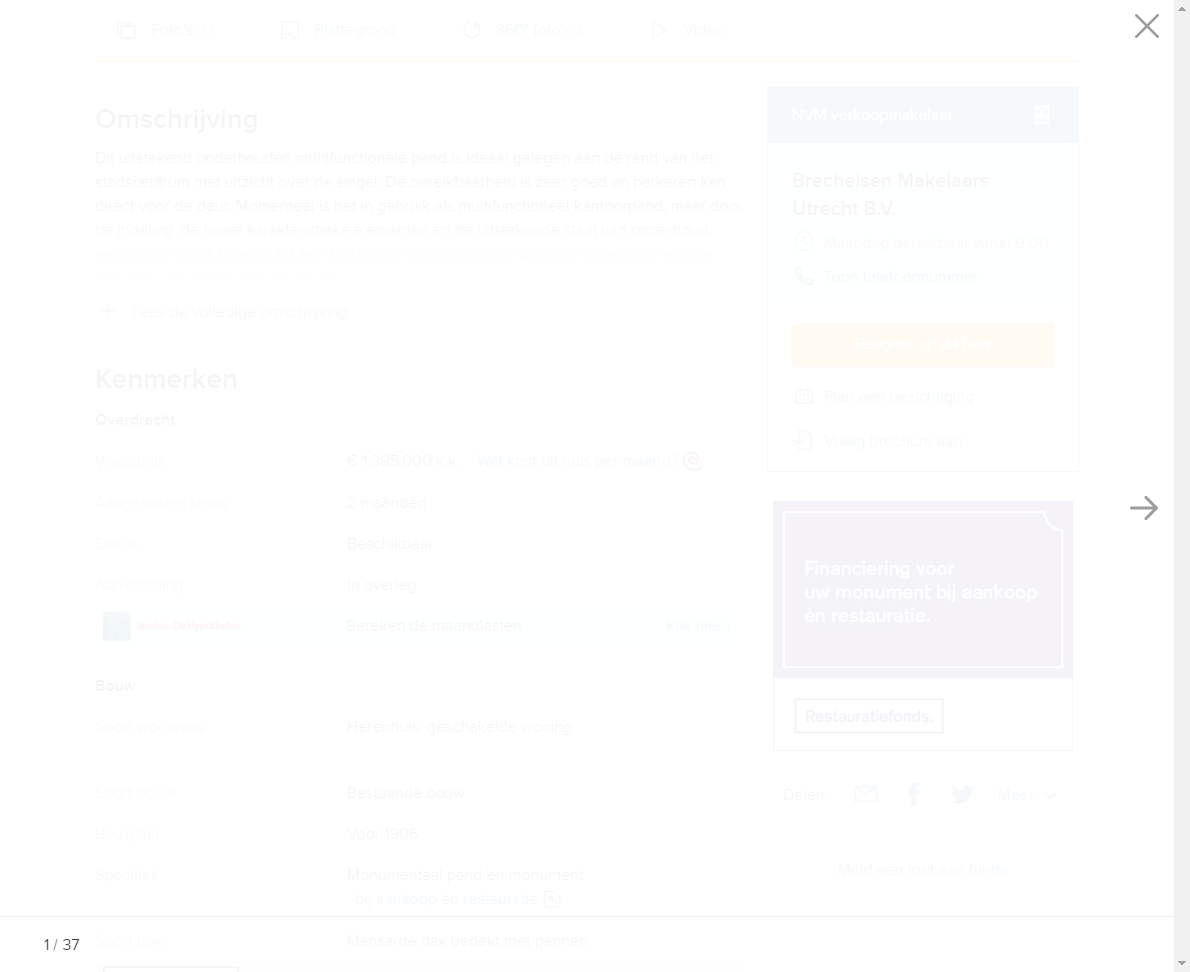 Foto's 37
Plattegrond
360° foto's 3
Video
Omschrijving
Dit uitstekend onderhouden multifunctionele pand is ideaal gelegen aan de rand van het
stadscentrum met uitzicht over de singel. De bereikbaarheid is zeer goed en parkeren kan
direct voor de deur. Momenteel is het in gebruik als multifunctioneel kantoorpand, maar door
de indeling, de fraaie karakteristieke elementen en de uitstekende staat van onderhoud,
Lees de volledige omschrijving
Kenmerken
Overdracht
Vraagprijs
€ 1.395.000 k.k.
Wat kost dit huis per maand?
Aangeboden sinds
2 maanden
Status
Beschikbaar
Aanvaarding
In overleg
Jacobus. De Hypotheker.
Bereken de maandlasten
Klik hier
Bouw
Soort woonhuis
Herenhuis, geschakelde woning
Soort bouw
Bestaande bouw
Bouwjaar
Voor 1906
Specifiek
Monumentaal pand en monument
bij aankoop en restauratie
Soort dak
Mansarde dak bedekt met pannen
NVM verkoopmakelaar
Brecheisen Makelaars
Utrecht B.V.
Maandag bereikbaar vanaf 9:00
Toon telefoonnummer
Reageer op dit huis
Plan een bezichtiging
Vraag brochure aan
Financiering voor
uw monument bij aankoop
èn restauratie.
Restauratiefonds.
Delen:
Meer
Meld een fout aan funda
1 / 37